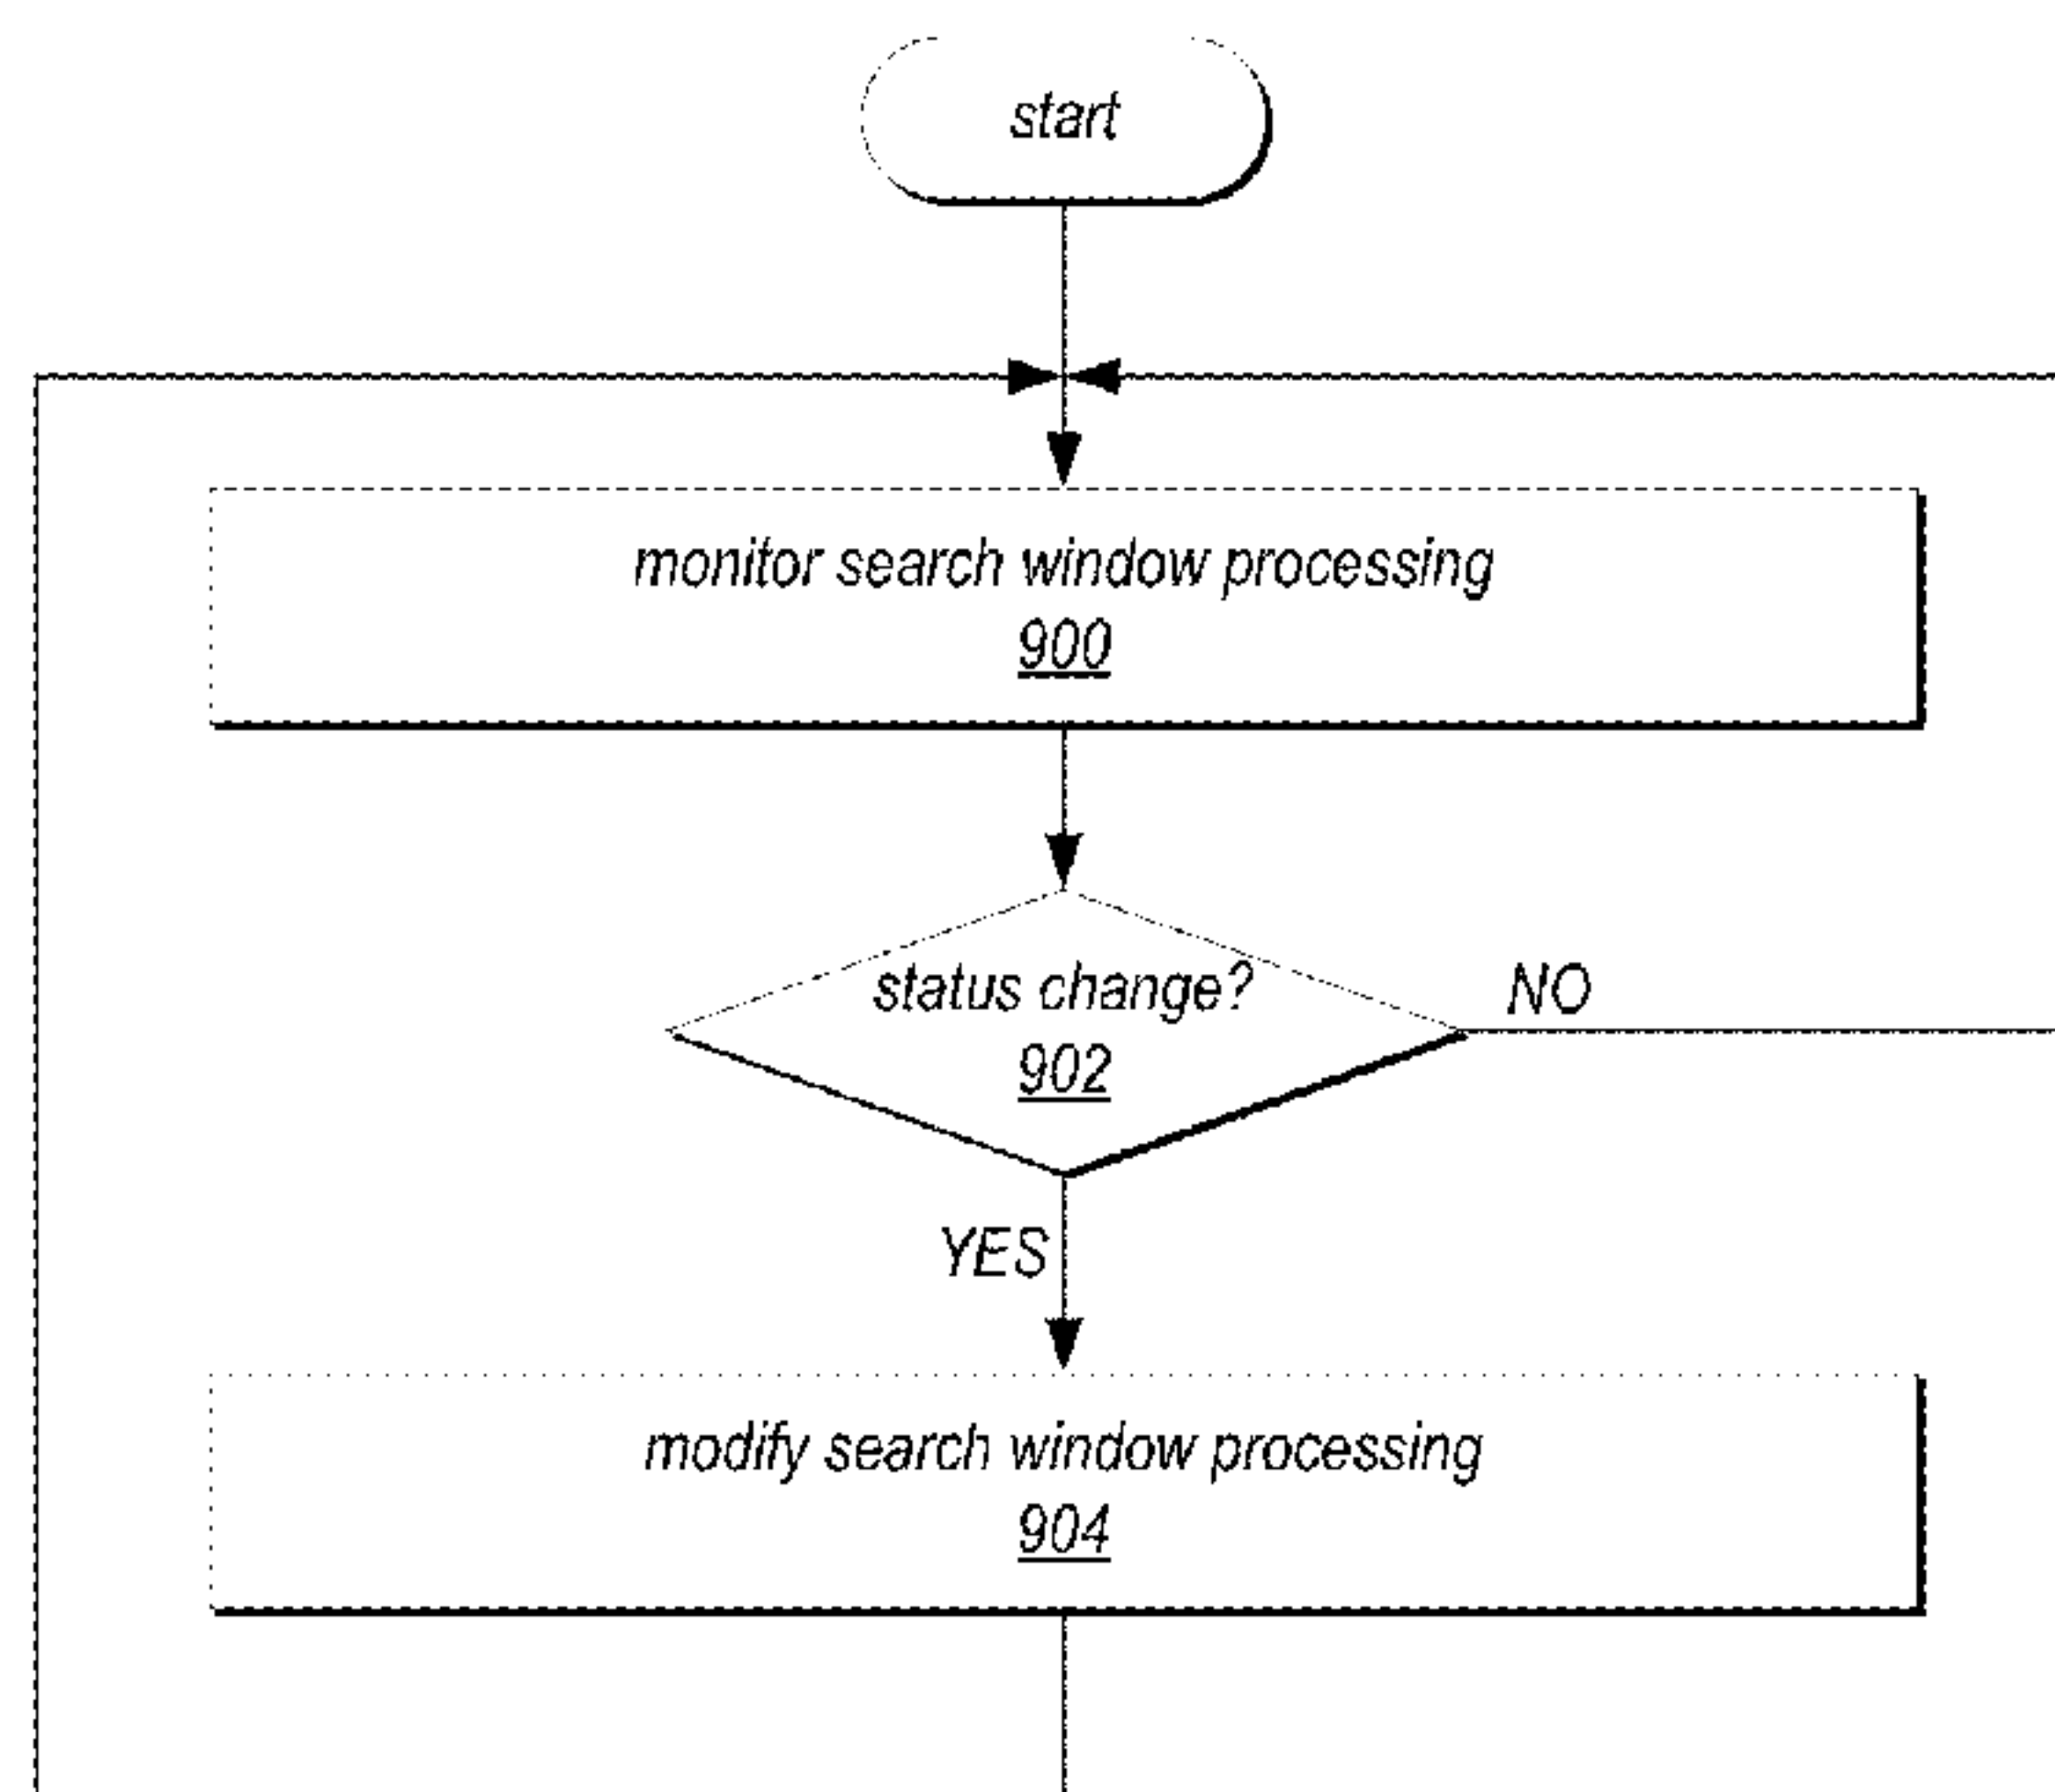 start
monitor search window processing
900
status change?
902
NO
YES
modify search window processing
904